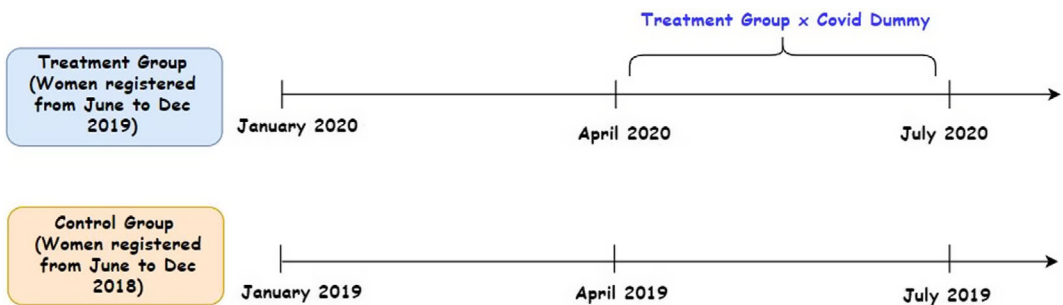 Treatment Group x Covid Dummy
Treatment Group
(Women registered
from June to Dec
2019)
January 2020
April 2020
July 2020
Control Group
(Women registered
from June to Dec
2018)
January 2019
April 2019
July 2019